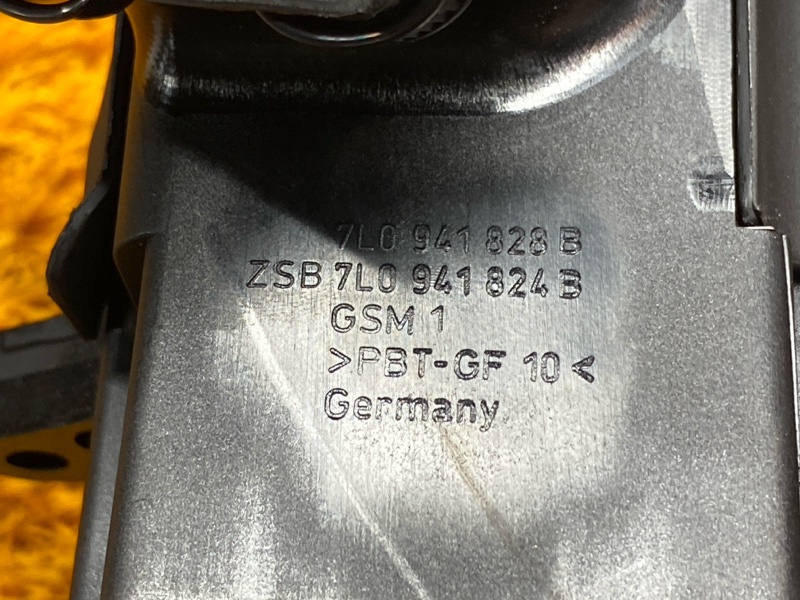 7L0 941 828 B
ZSB 7L0 941 824 B
GSM 1
>PBT-GF 10<
Germany